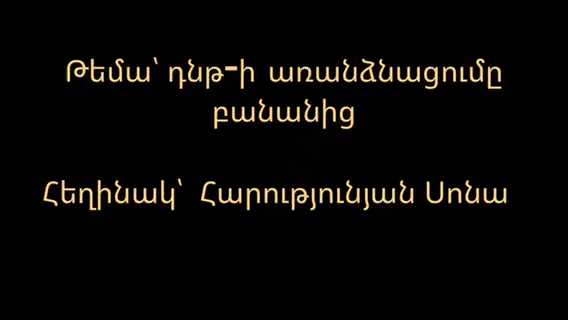 Թեմա՝ դնթ-ի առանձնացումը
բանանից
Հեղինակ՝ Հարությունյան Սոնա